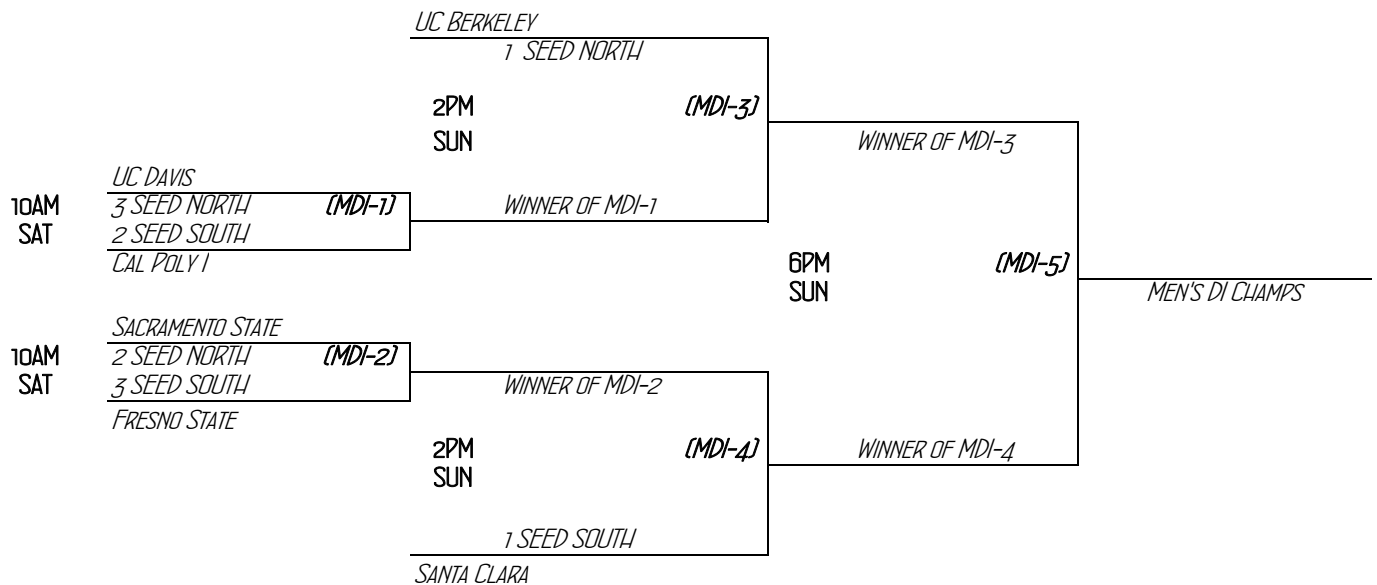 UC BERKELEY
1 SEED NORTH
2PM
SUN
(MDI-3)
WINNER OF MDI-3
UC DAVIS
10AM
SAT
3 SEED NORTH
(MDI-1)
2 SEED SOUTH
CAL POLY I
WINNER OF MDI-1
6PM
SUN
(MDI-5)
MEN'S DI CHAMPS
SACRAMENTO STATE
10AM
SAT
2 SEED NORTH
(MDI-2)
3 SEED SOUTH
FRESNO STATE
WINNER OF MDI-2
2PM
SUN
(MDI-4)
WINNER OF MDI-4
1 SEED SOUTH
SANTA CLARA